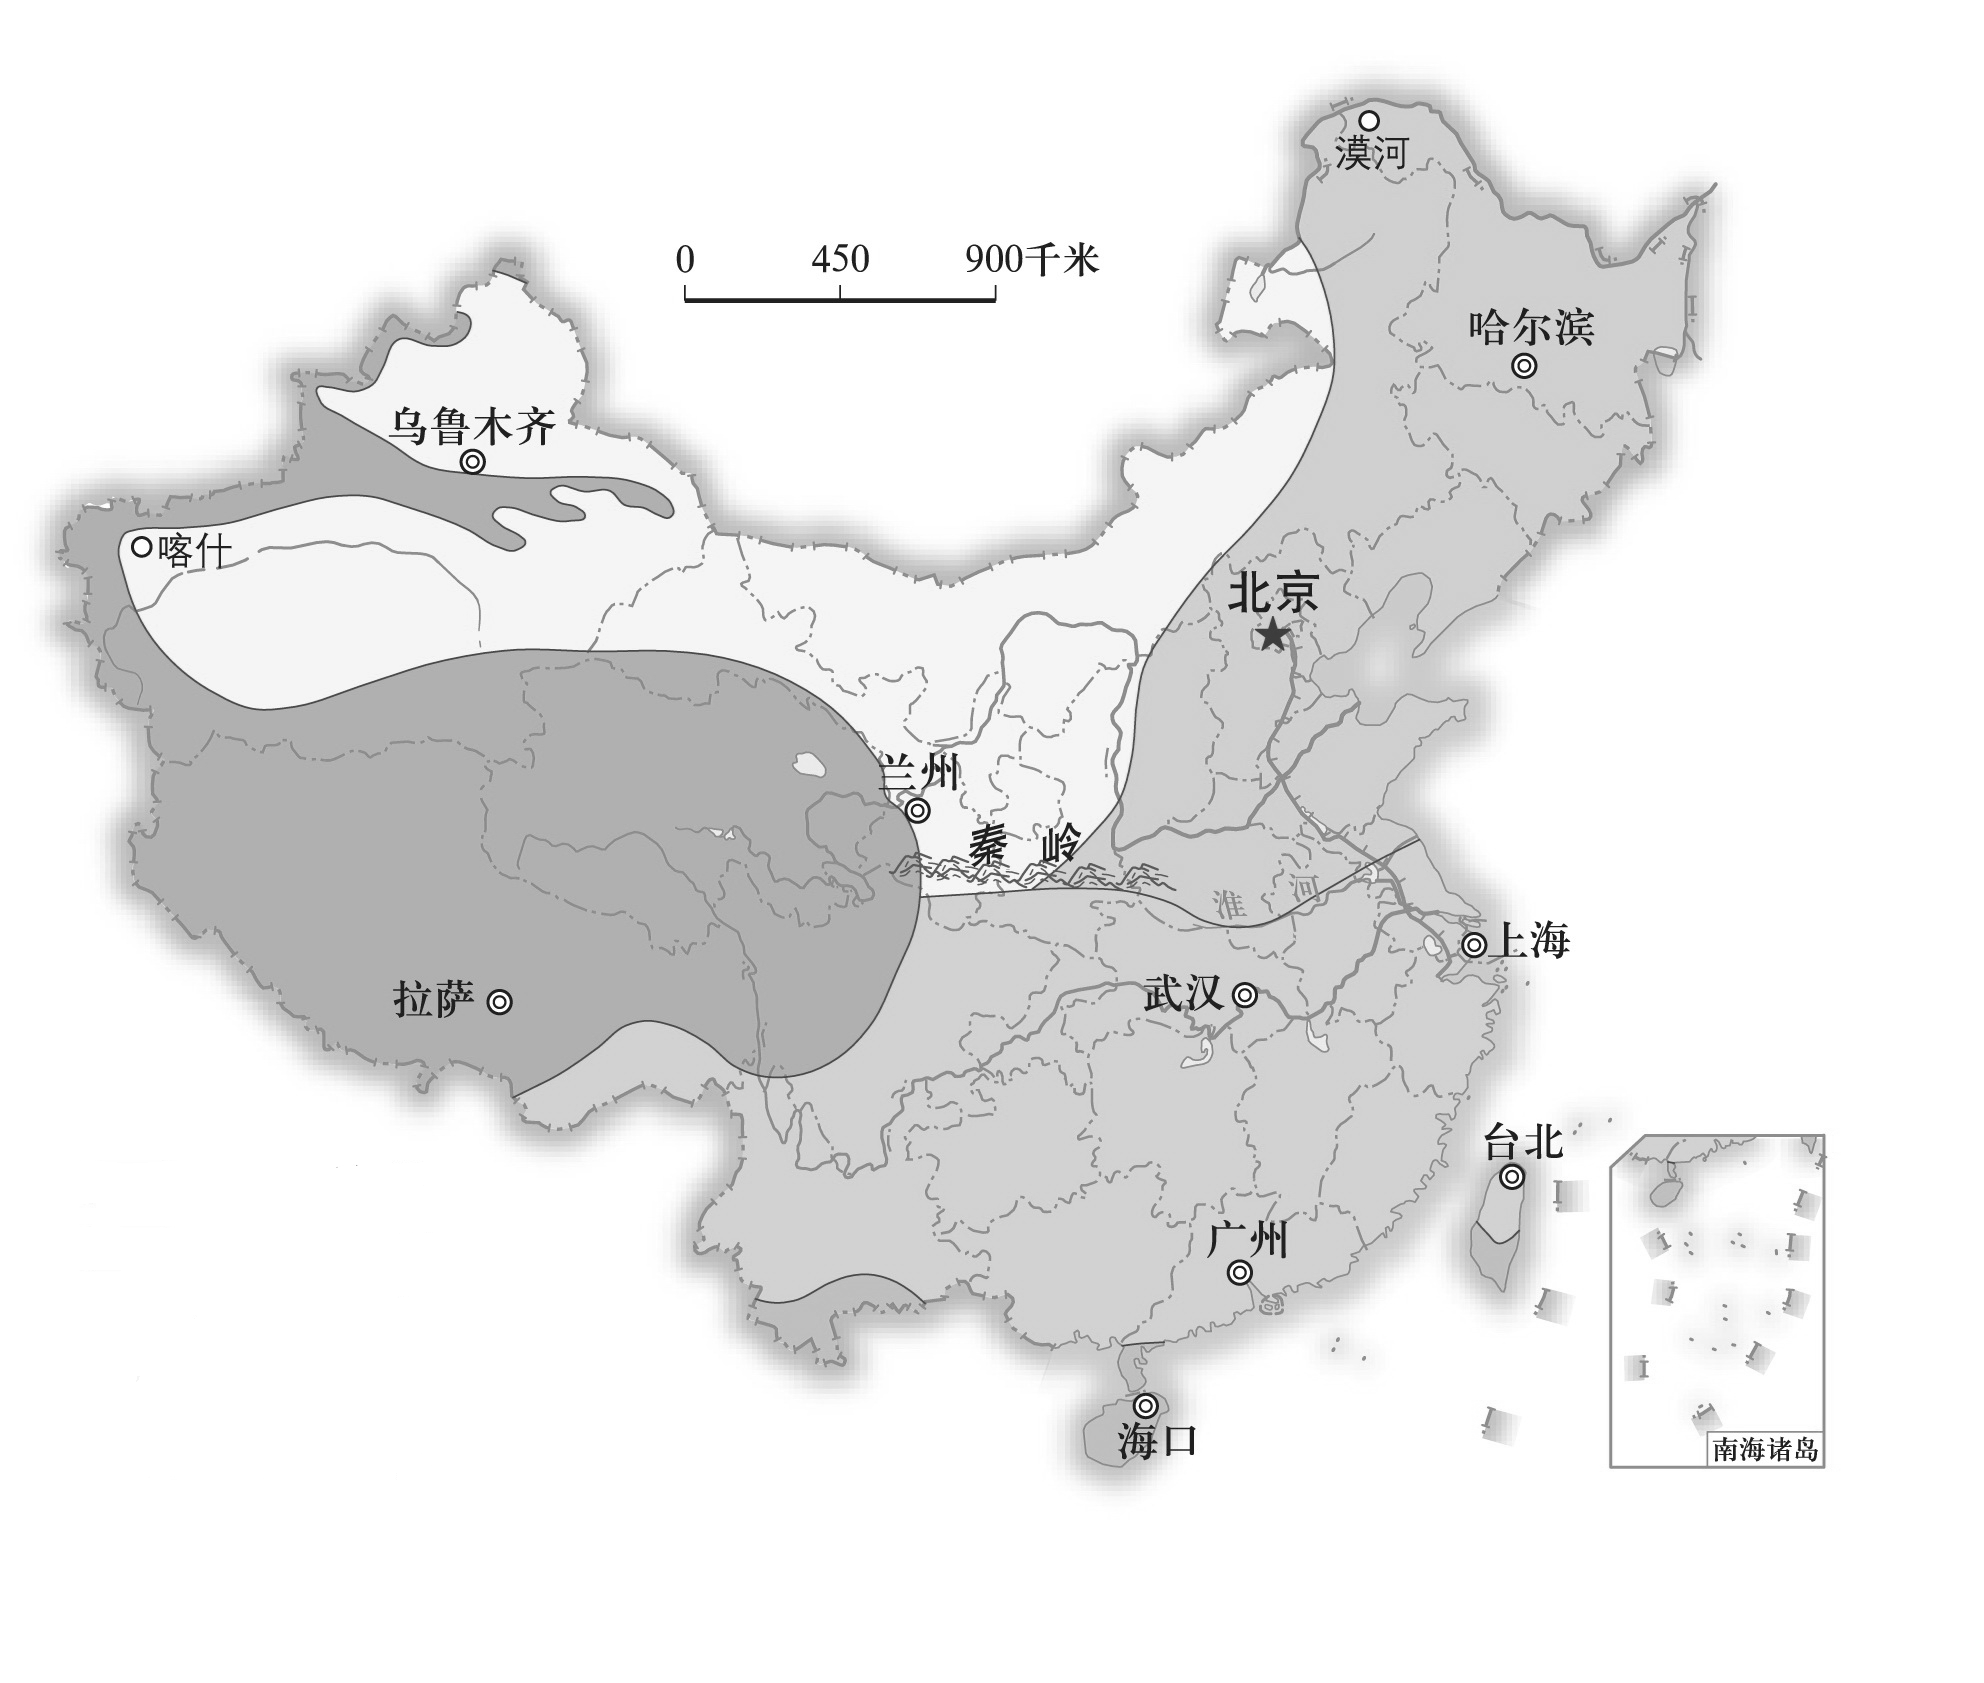 漠河
0 450 900千米
哈尔滨
乌鲁木齐
喀什
北京
兰州
秦岭
淮河
上海
武汉
拉萨
台北
广州
海口
南海诸岛